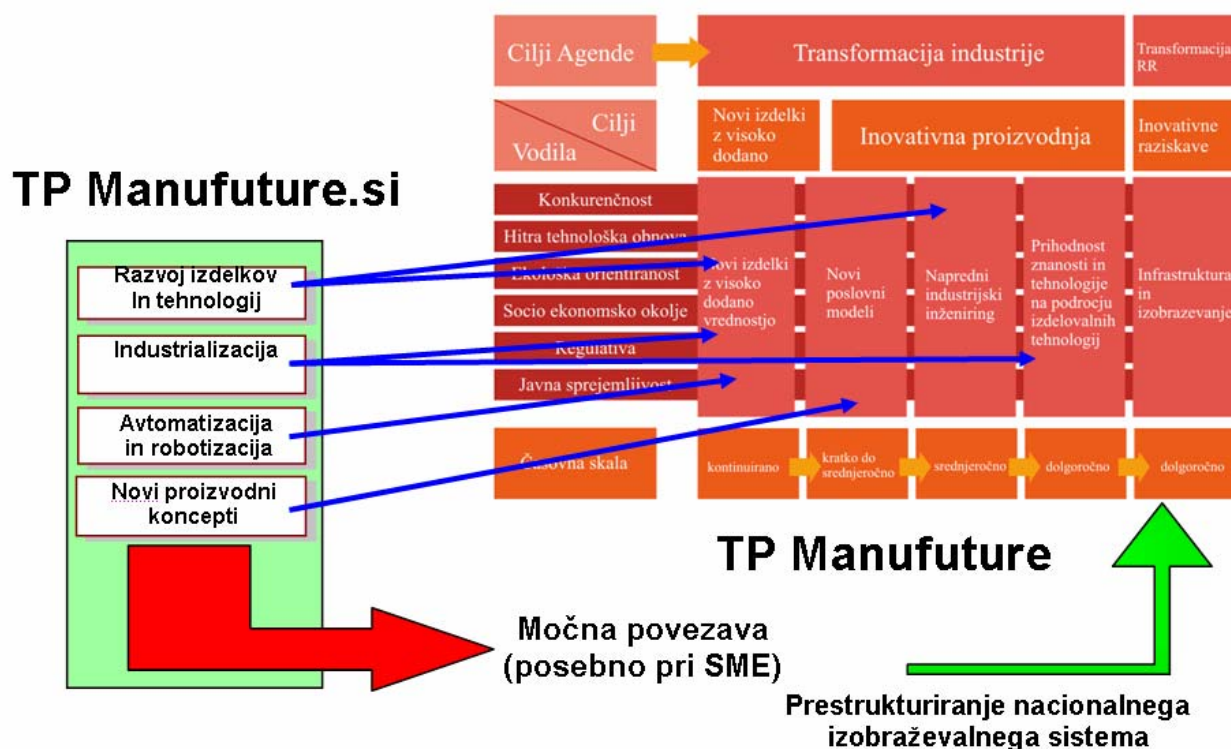 Cilji Agende
Transformacija industrije
Transformacija
RR
Cilji
Vodila
Novi izdelki
z visoko
dodano
Inovativna proizvodnja
Inovativne
raziskave
TP Manufuture.si
Razvoj izdelkov
In tehnologij
Industrializacija
Avtomatizacija
in robotizacija
Novi proizvodni
koncepti
Konkurenčnost
Hitra tehnološka obnova
Ekološka orientiranost
Socio ekonomsko okolje
Regulativa
Javna sprejemljivost
Novi izdelki
z visoko
dodano
vrednostjo
Novi
poslovni
modeli
Napredni
industrijski
inženiring
Prihodnost
znanosti in
tehnologije
na podrocju
izdelovalnih
tehnologij
Infrastruktura
in
izobrazevanje
Časovna skala
kontinuirano
kratko do
srednjeročno
srednjeročno
dolgoročno
dolgoročno
TP Manufuture
Močna povezava
(posebno pri SME)
Prestrukturiranje nacionalnega
izobraževalnega sistema